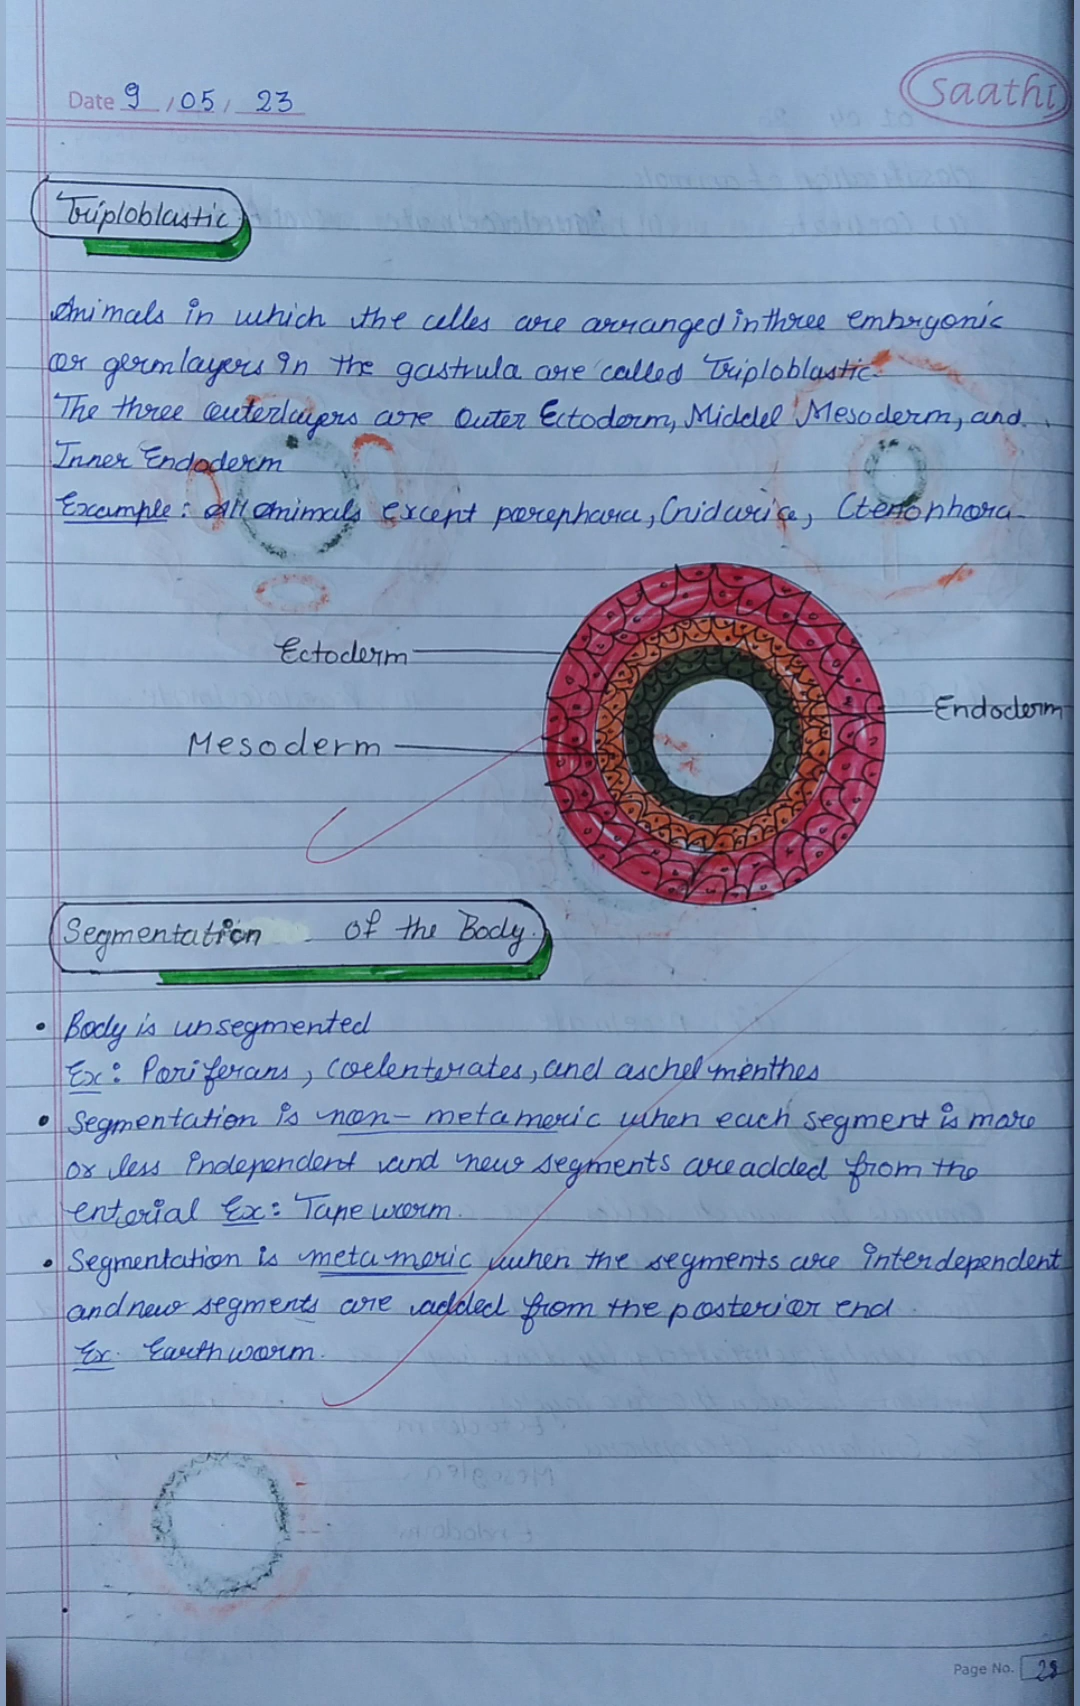 Date 9 / 05 / 23
Saathi
Triploblastic
Animals in which the celles are arranged in three embryonic
or germlayers in the gastrula are called Triploblastic.
The three outerlayers are Outer Ectoderm, Middel Mesoderm, and
Inner Endoderm
Example: All animals except porephara, Cnidaria, Ctenophora
Ectoderm
Endoderm
Mesoderm
Segmentation of the Body.
• Body is unsegmented
Ex: Poriferans, coelenterates, and aschelmenthes
• Segmentation is non-metameric when each segment is more
or less independent and new segments are added from the
enterial Ex: Tape worm.
• Segmentation is metameric when the segments are interdependent
and new segments are added from the posterior end.
Ex. Earthworm.
Page No.